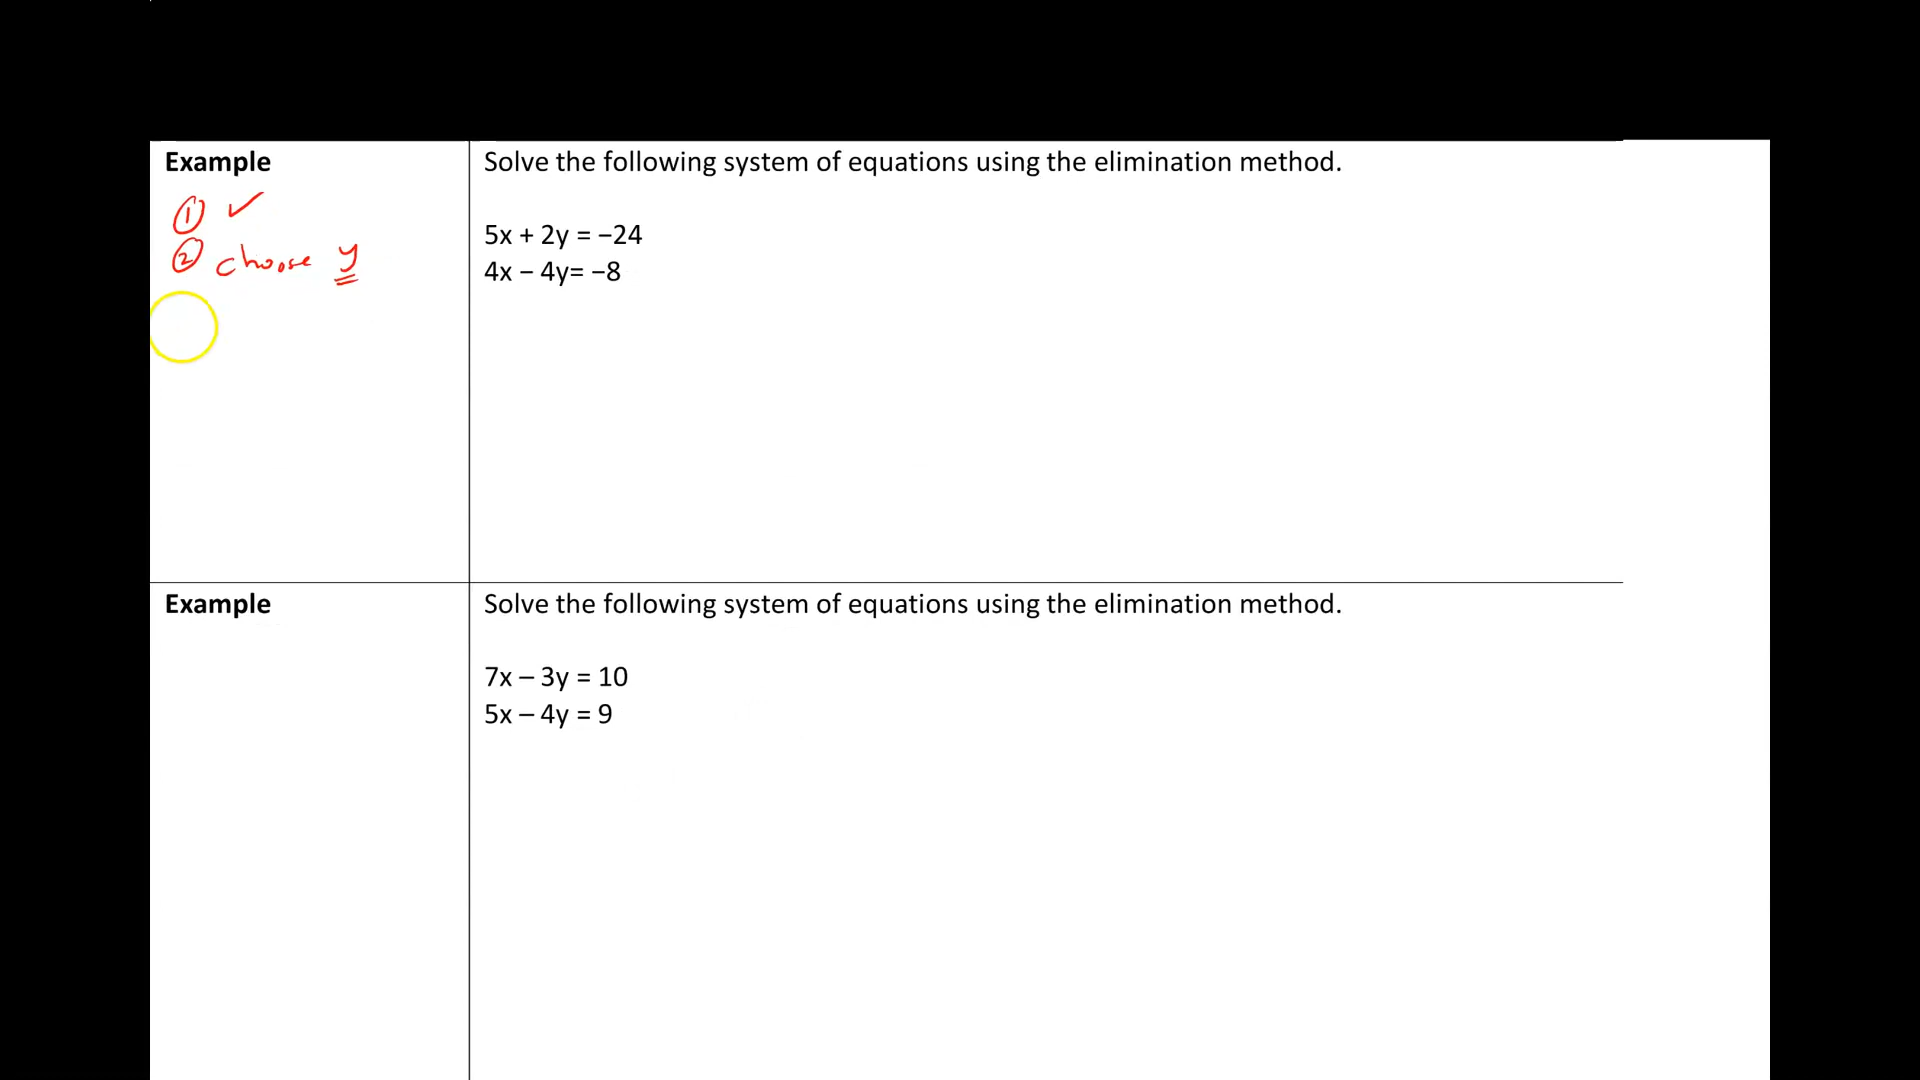 Example
① ✓
② choose y
Solve the following system of equations using the elimination method.
5x + 2y = −24
4x − 4y= −8
Example
Solve the following system of equations using the elimination method.
7x – 3y = 10
5x – 4y = 9